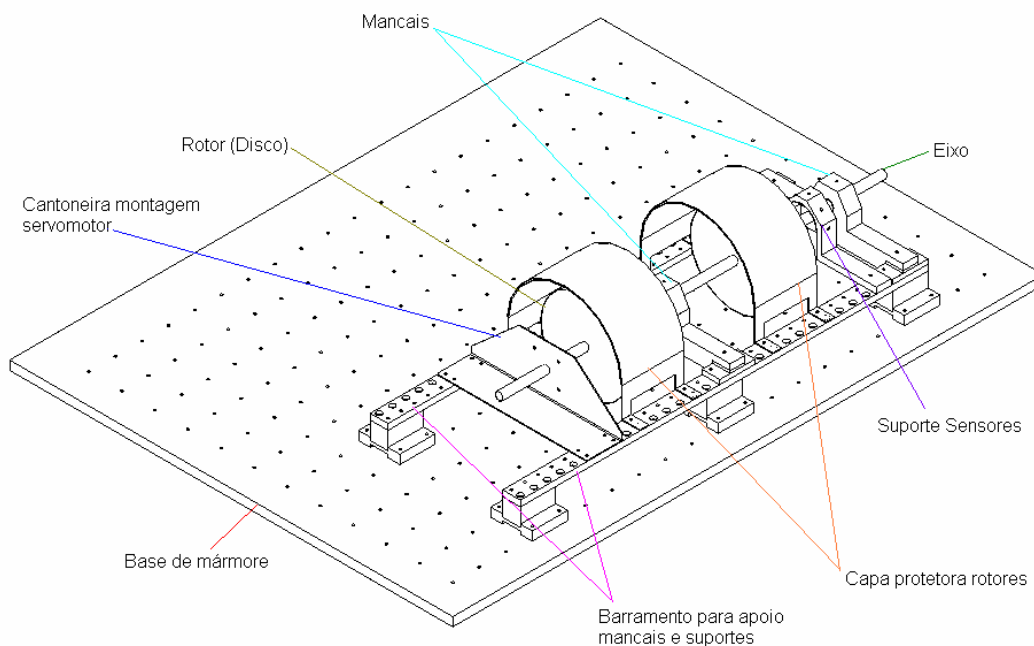 Mancais
Rotor (Disco)
Eixo
Cantoneira montagem
servomotor
Suporte Sensores
Base de mármore
Capa protetora rotores
Barramento para apoio
mancais e suportes